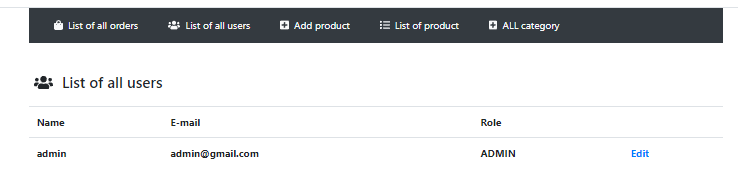 List of all orders List of all users Add product List of product ALL category
List of all users
Name E-mail Role
admin admin@gmail.com ADMIN Edit